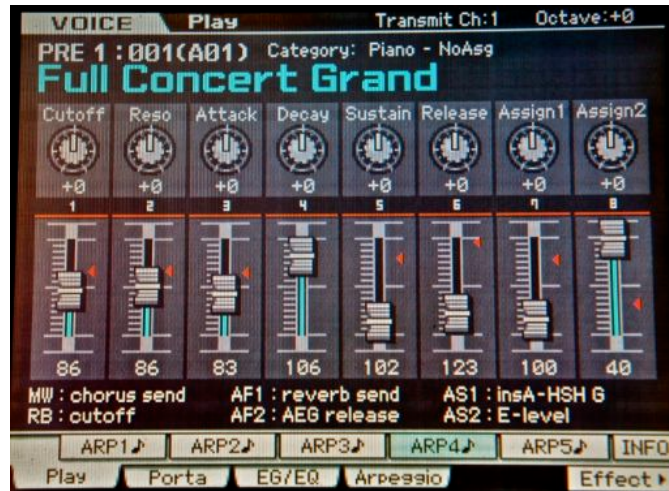 VOICE Play Transmit Ch:1 Octave:+0
PRE 1:001(A01) Category: Piano - NoAsg
Full Concert Grand
Cutoff Reso Attack Decay Sustain Release Assign1 Assign2
+0 +0 +0 +0 +0 +0 +0 +0
1 2 3 4 5 6 7 8
86 86 83 106 102 123 100 40
MW : chorus send AF1 : reverb send AS1 : insA-HSH G
RB : cutoff AF2 : AEG release AS2 : E-level
ARP1♪ ARP2♪ ARP3♪ ARP4♪ ARP5♪ INFO
Play Porta EG/EQ Arpeggio Effect